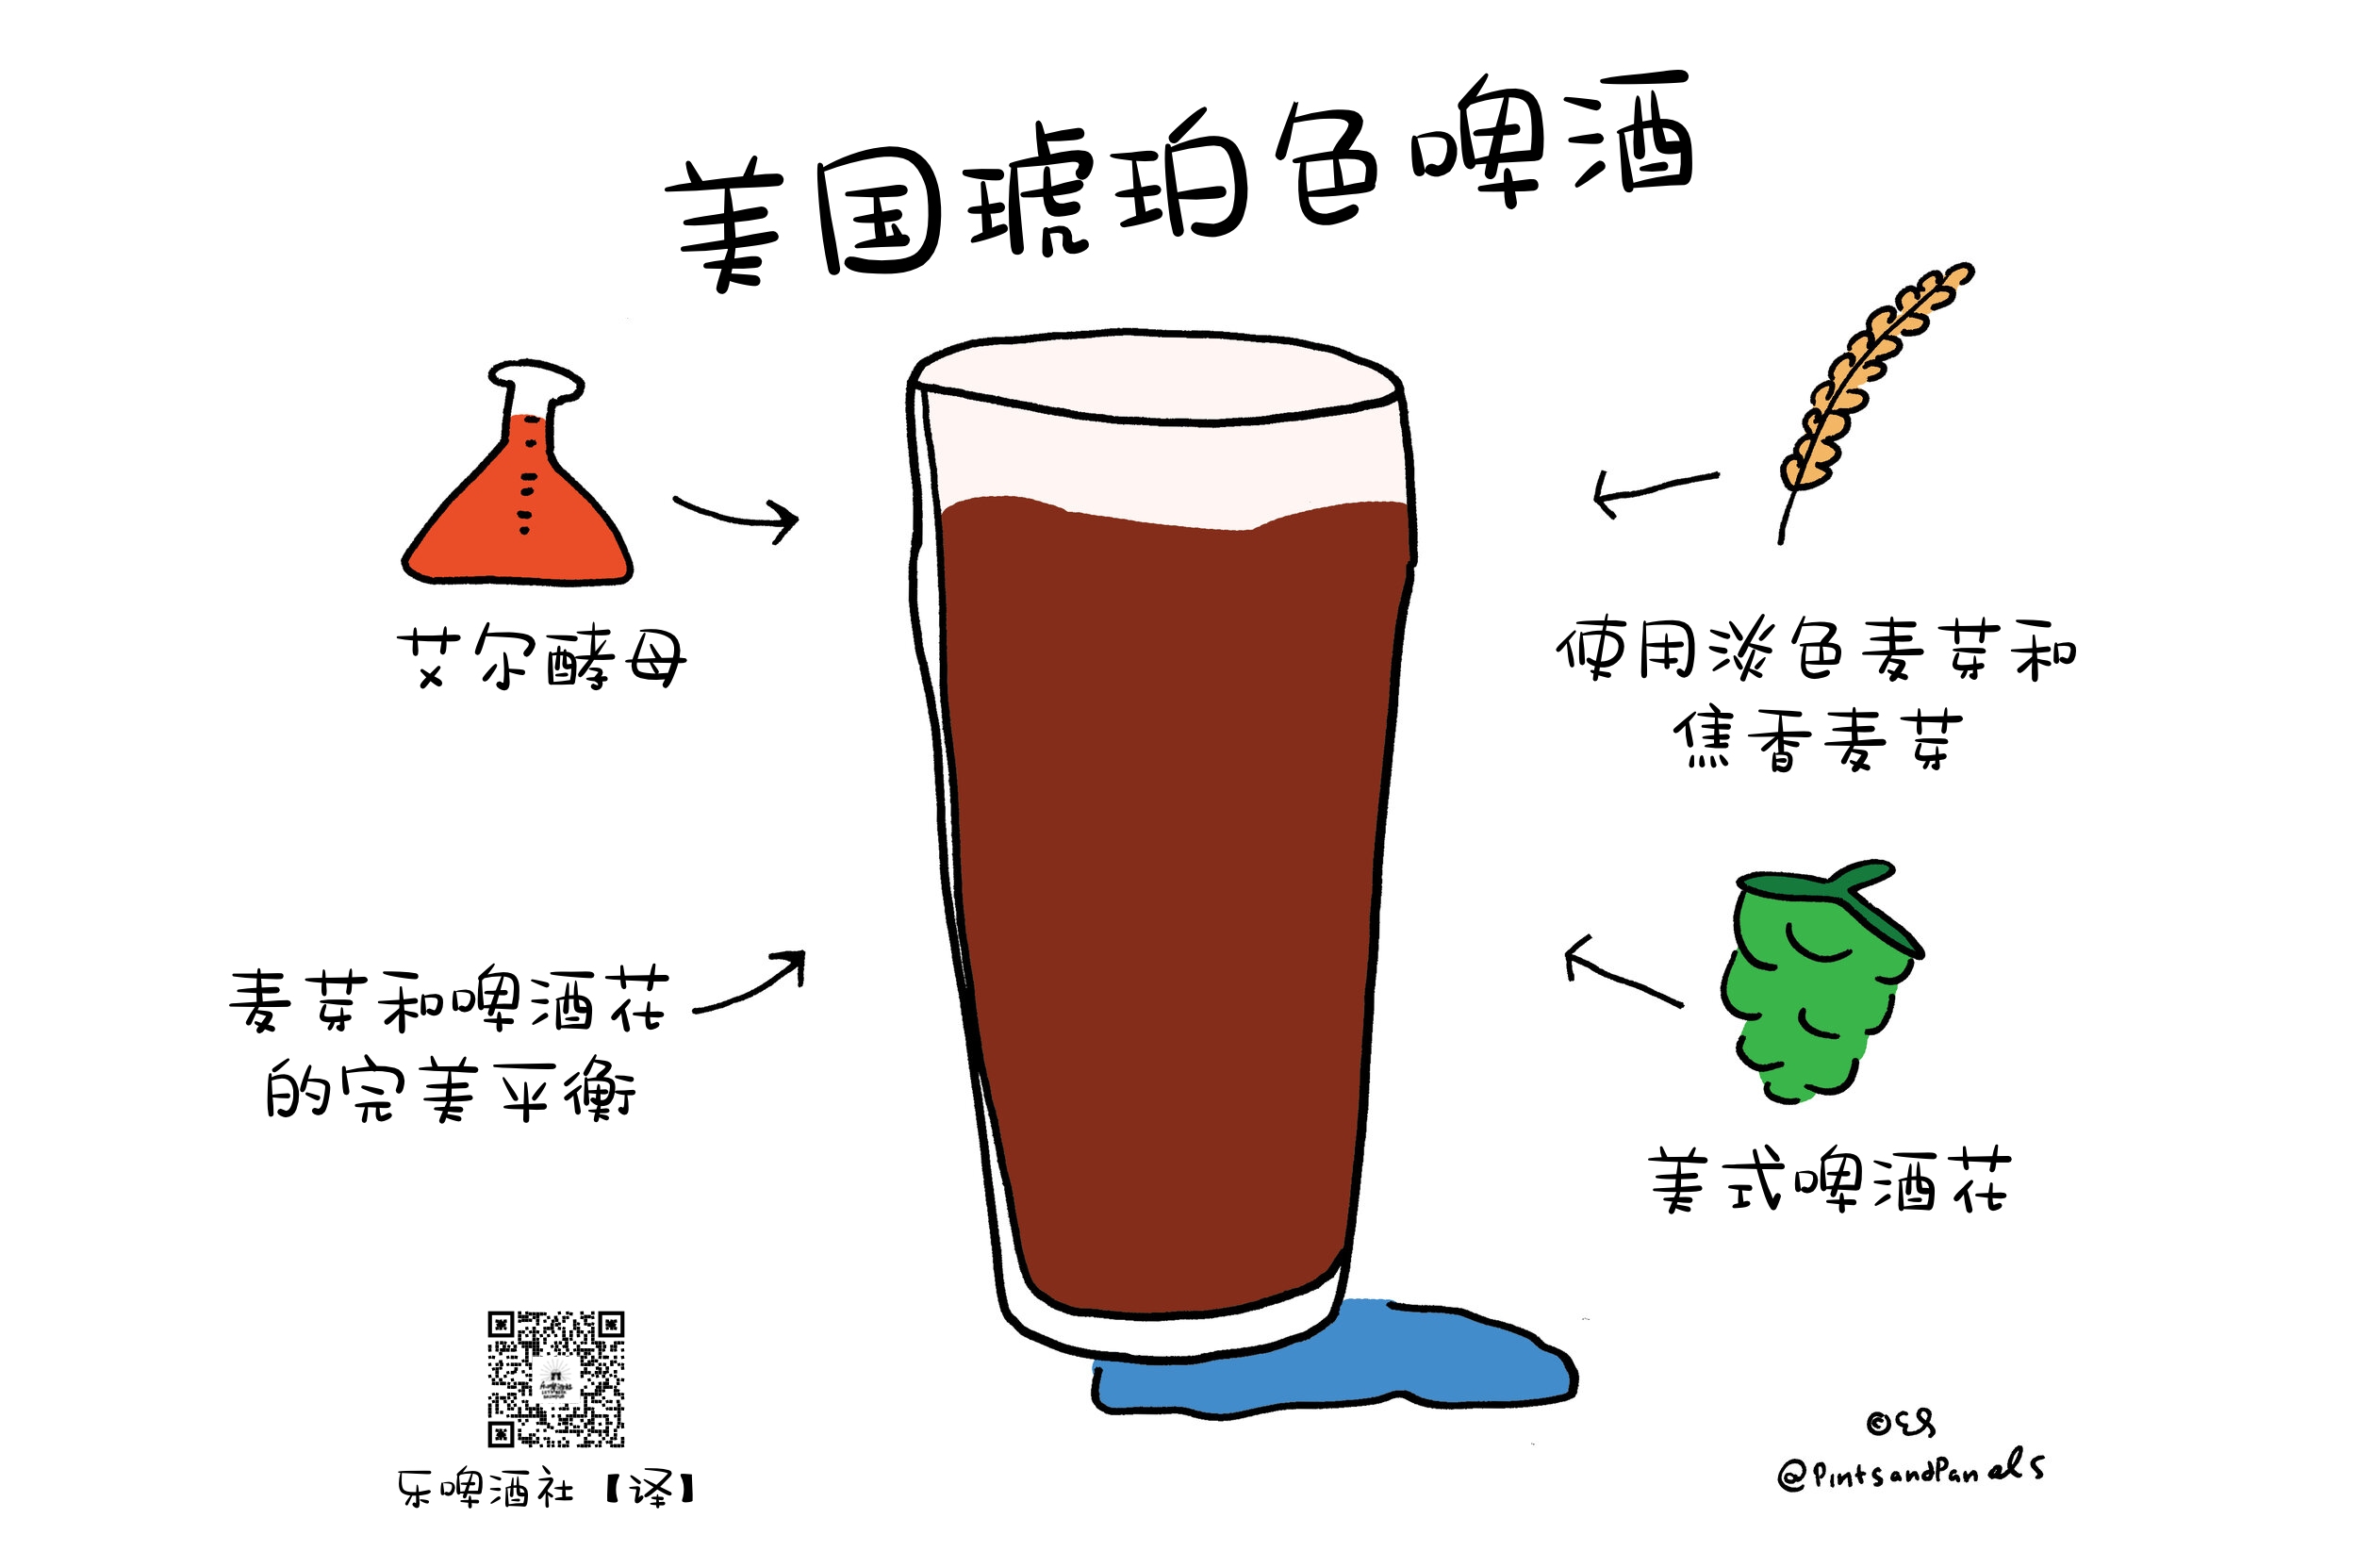 美国琥珀色啤酒
艾尔酵母
使用淡色麦芽和
焦香麦芽
麦芽和啤酒花
的完美平衡
美式啤酒花
乐啤酒社【译】
@PintsandPanels